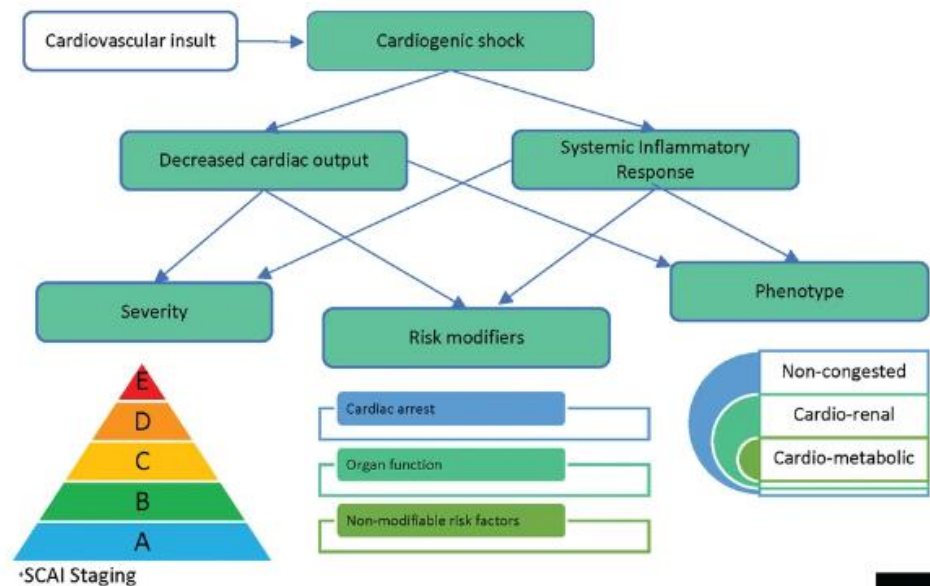 Cardiovascular insult
Cardiogenic shock
Decreased cardiac output
Systemic Inflammatory
Response
Severity
Risk modifiers
Phenotype
E
D
C
B
A
*SCAI Staging
Cardiac arrest
Organ function
Non-modifiable risk factors
Non-congested
Cardio-renal
Cardio-metabolic